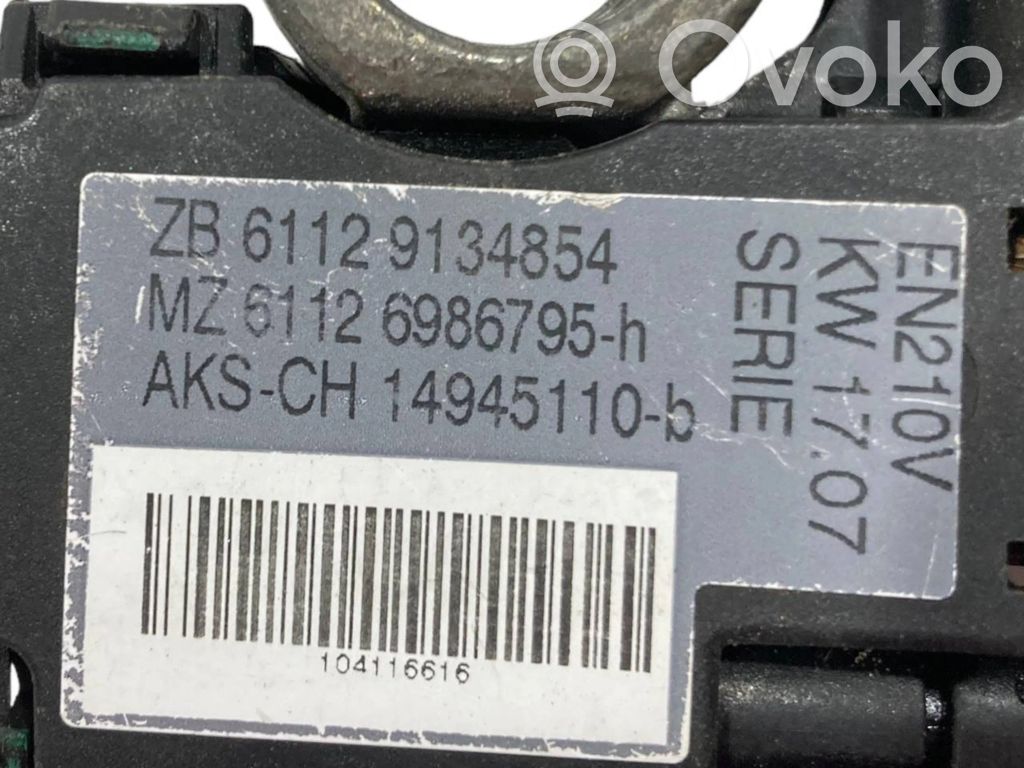 Ovoko
ZB 6112 9134854
MZ 6112 6986795-h
AKS-CH 14945110-b
EN210V
KW 17.07
SERIE
104116616